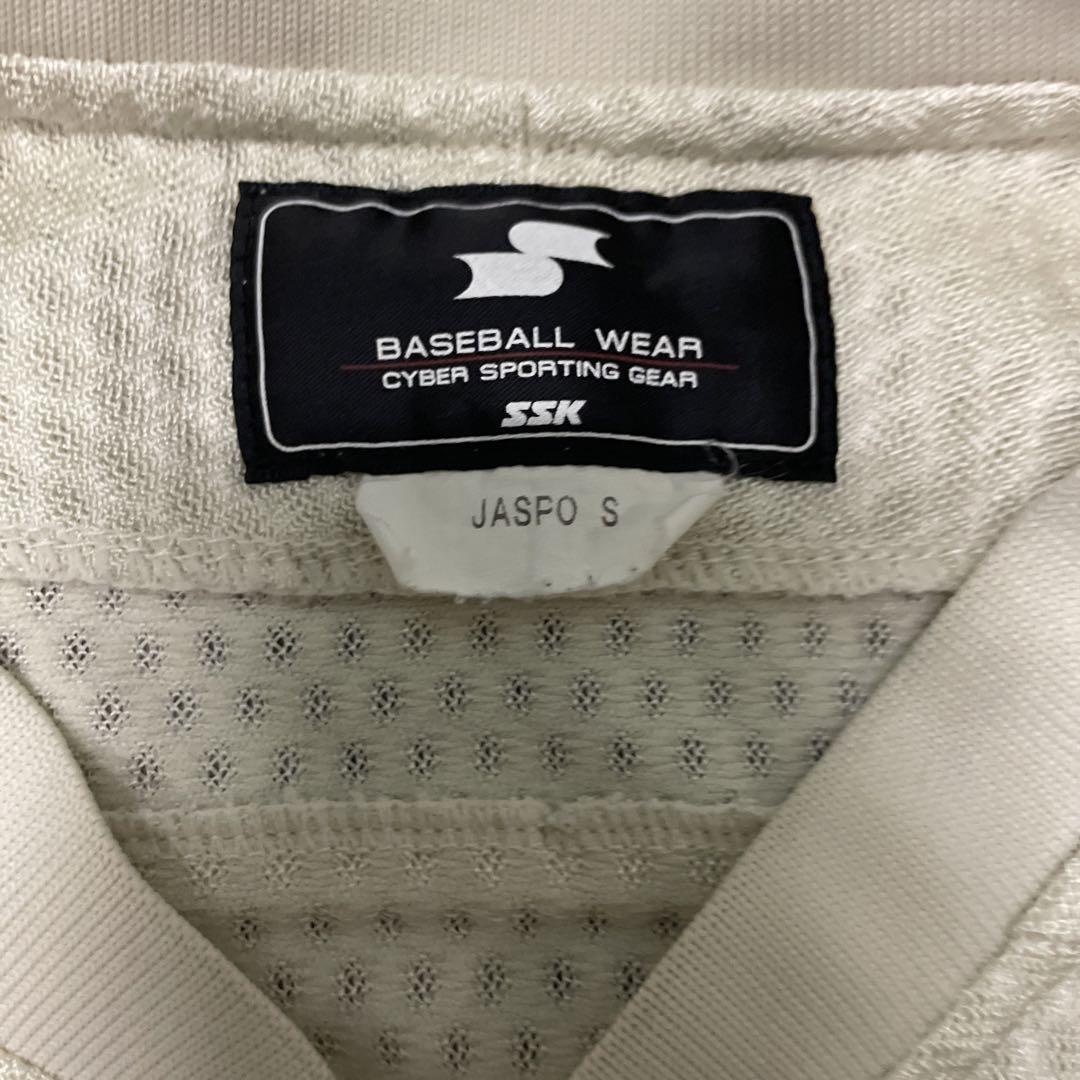 BASEBALL WEAR
CYBER SPORTING GEAR
SSK
JASPO S